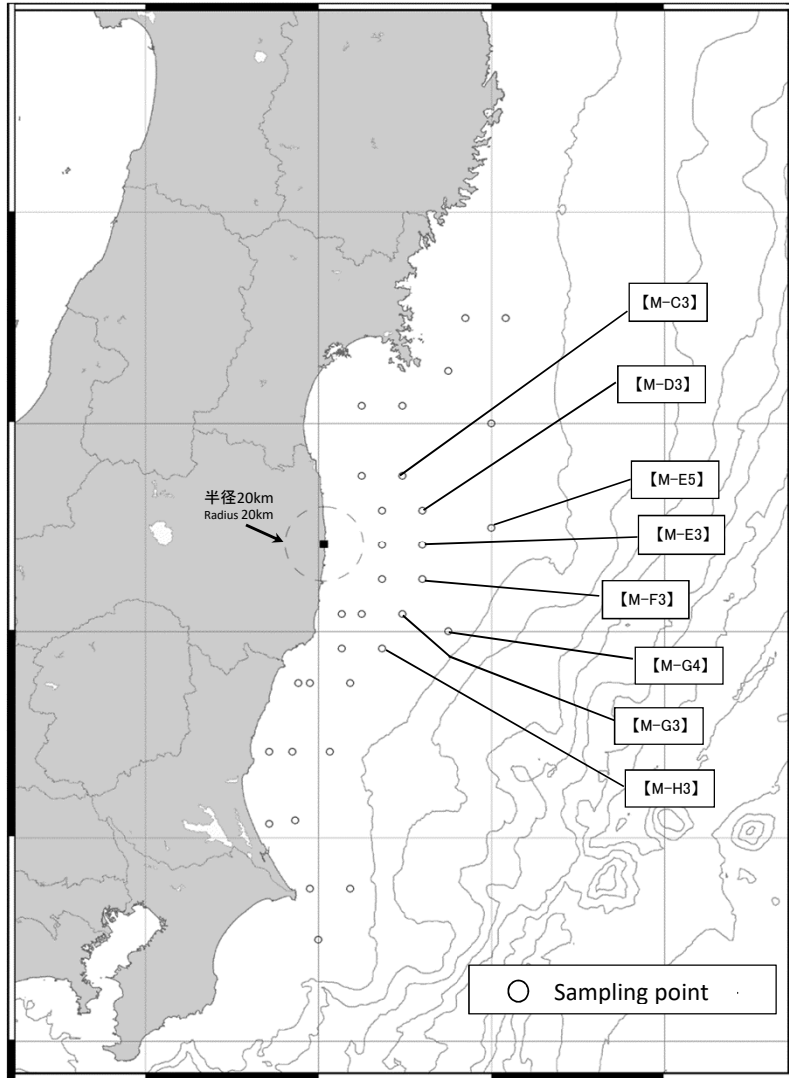 【M-C3】
【M-D3】
【M-E5】
半径20km
Radius 20km
【M-E3】
【M-F3】
【M-G4】
【M-G3】
【M-H3】
Sampling point